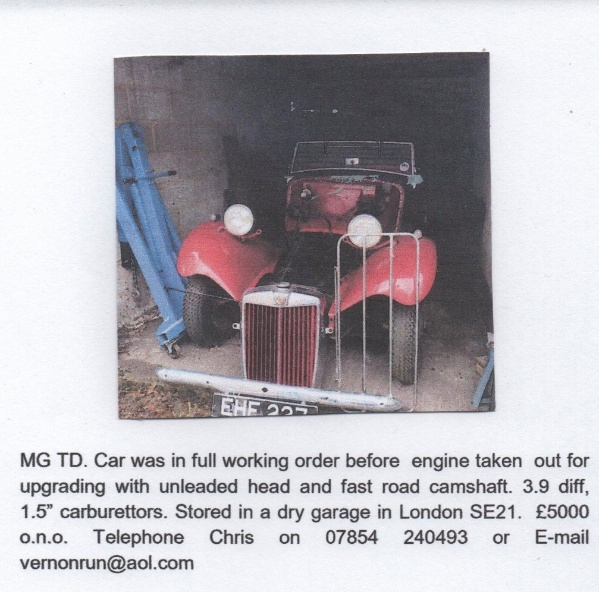 EHF 227
MG TD. Car was in full working order before engine taken out for
upgrading with unleaded head and fast road camshaft. 3.9 diff,
1.5” carburettors. Stored in a dry garage in London SE21. £5000
o.n.o. Telephone Chris on 07854 240493 or E-mail
vernonrun@aol.com